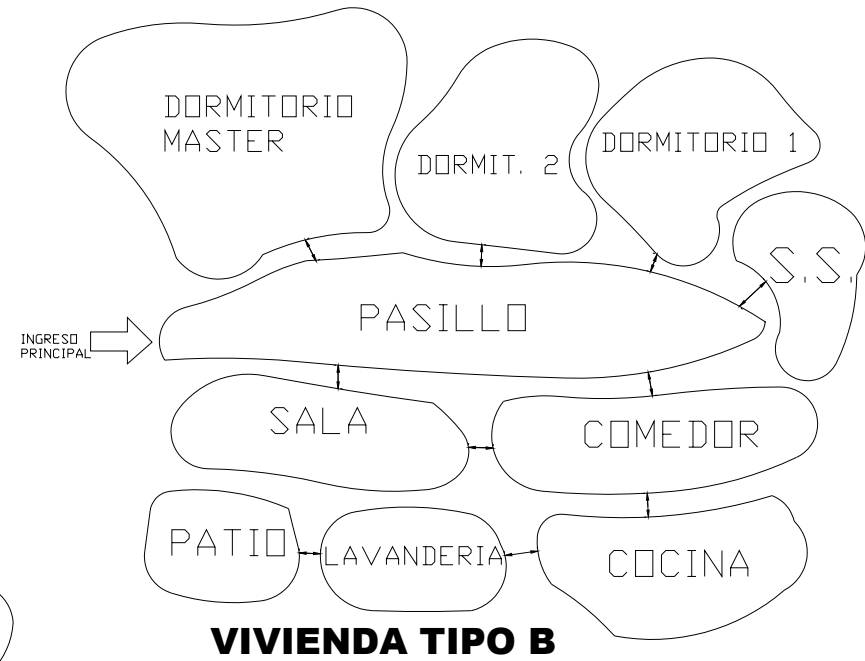 DORMITORIO
MASTER
DORMIT. 2
DORMITORIO 1
S.S.
PASILLO
INGRESO
PRINCIPAL
SALA
COMEDOR
PATIO
LAVANDERIA
COCINA
VIVIENDA TIPO B